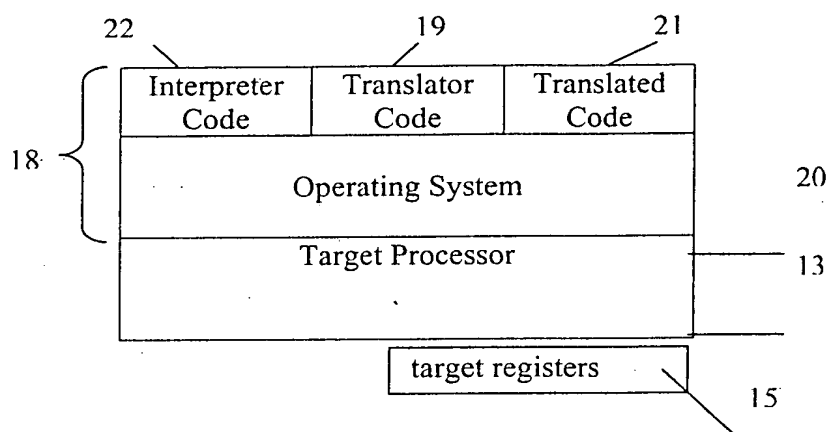 22 19 21
Interpreter Code
Translator Code
Translated Code
18
Operating System
20
Target Processor
13
target registers
15